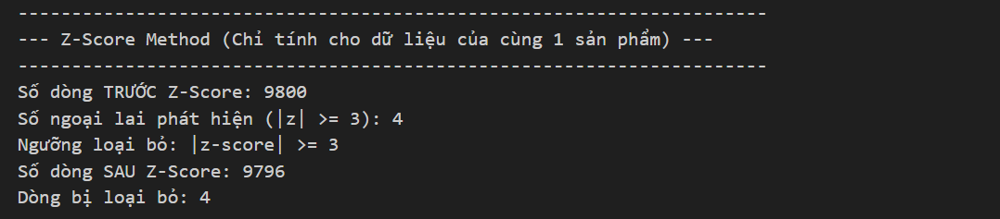 ----------------------------------------------------------------------
--- Z-Score Method (Chỉ tính cho dữ liệu của cùng 1 sản phẩm) ---
----------------------------------------------------------------------
Số dòng TRƯỚC Z-Score: 9800
Số ngoại lai phát hiện (|z| >= 3): 4
Ngưỡng loại bỏ: |z-score| >= 3
Số dòng SAU Z-Score: 9796
Dòng bị loại bỏ: 4